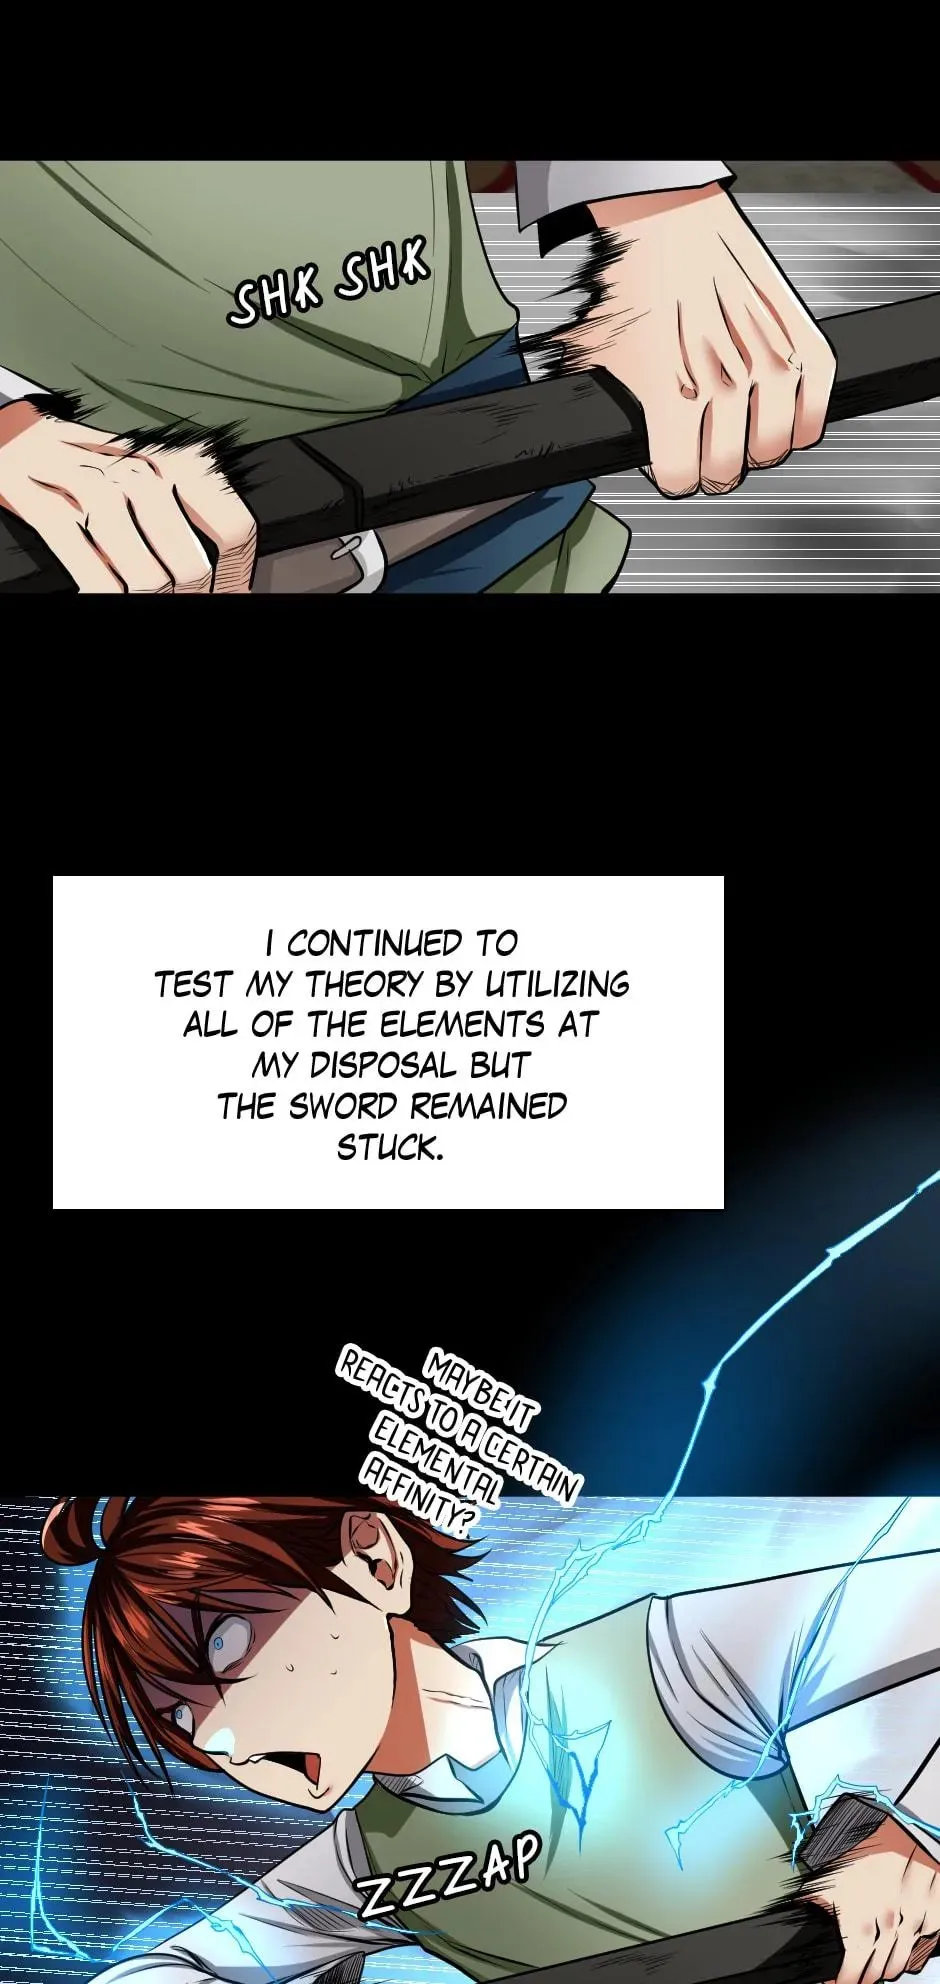 SHK SHK
I CONTINUED TO
TEST MY THEORY BY UTILIZING
ALL OF THE ELEMENTS AT
MY DISPOSAL BUT
THE SWORD REMAINED
STUCK.
MAYBE IT
REACTS TO A CERTAIN
ELEMENTAL
AFFINITY?
ZZZZAP